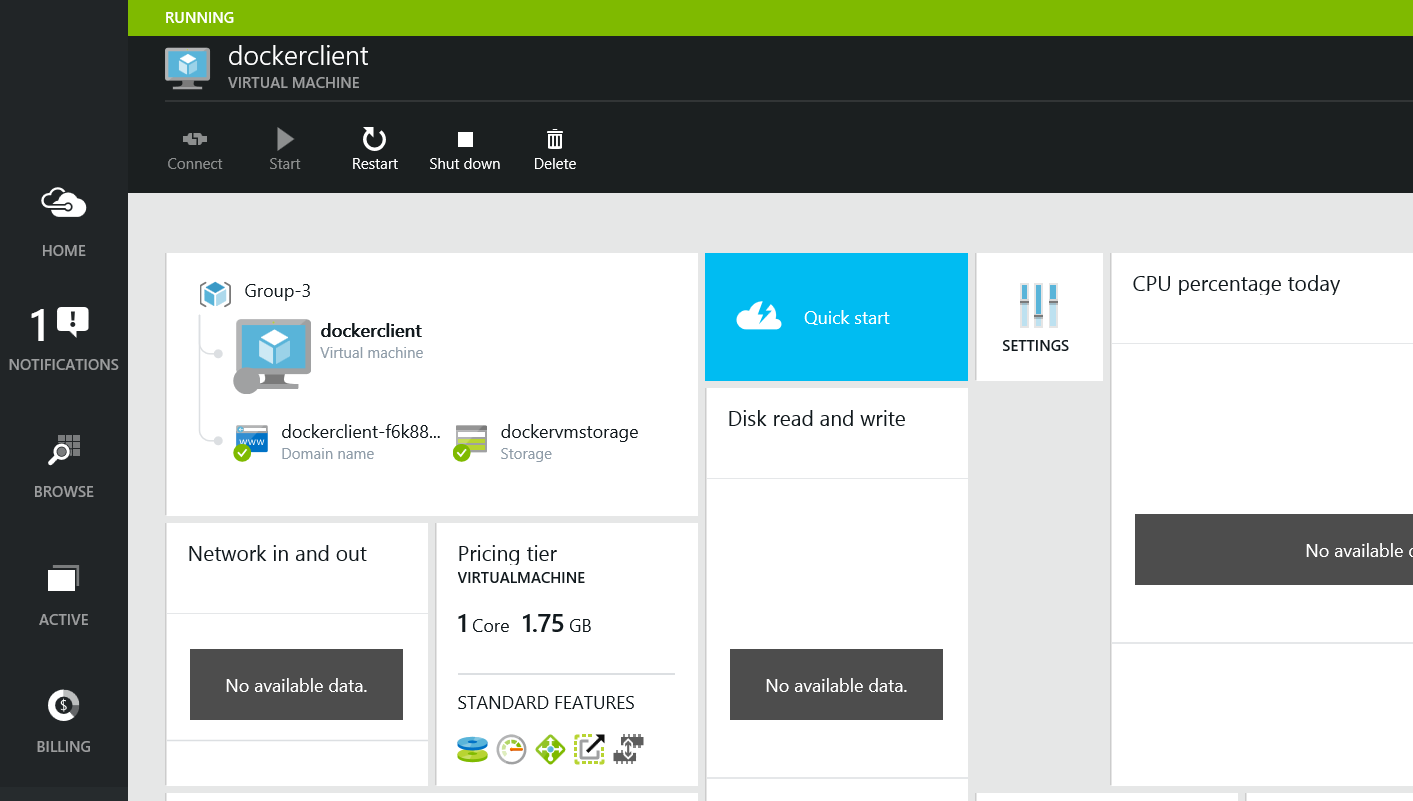 RUNNING
dockerclient
VIRTUAL MACHINE
Connect
Start
Restart
Shut down
Delete
HOME
1
NOTIFICATIONS
BROWSE
ACTIVE
$
BILLING
Group-3
dockerclient
Virtual machine
www
dockerclient-f6k88...
Domain name
dockervmstorage
Storage
Quick start
SETTINGS
CPU percentage today
No available
Disk read and write
No available data.
Network in and out
No available data.
Pricing tier
VIRTUALMACHINE
1 Core 1.75 GB
STANDARD FEATURES